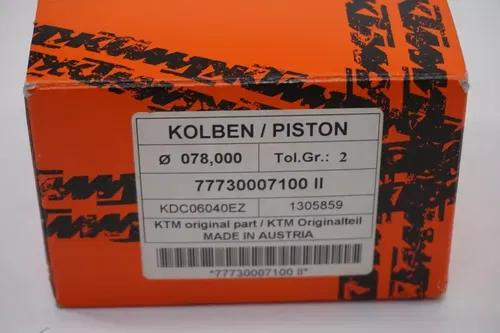 KOLBEN / PISTON
Ø 078,000 Tol.Gr.: 2
77730007100 II
KDC06040EZ 1305859
KTM original part / KTM Originalteil
MADE IN AUSTRIA
"77730007100 II"